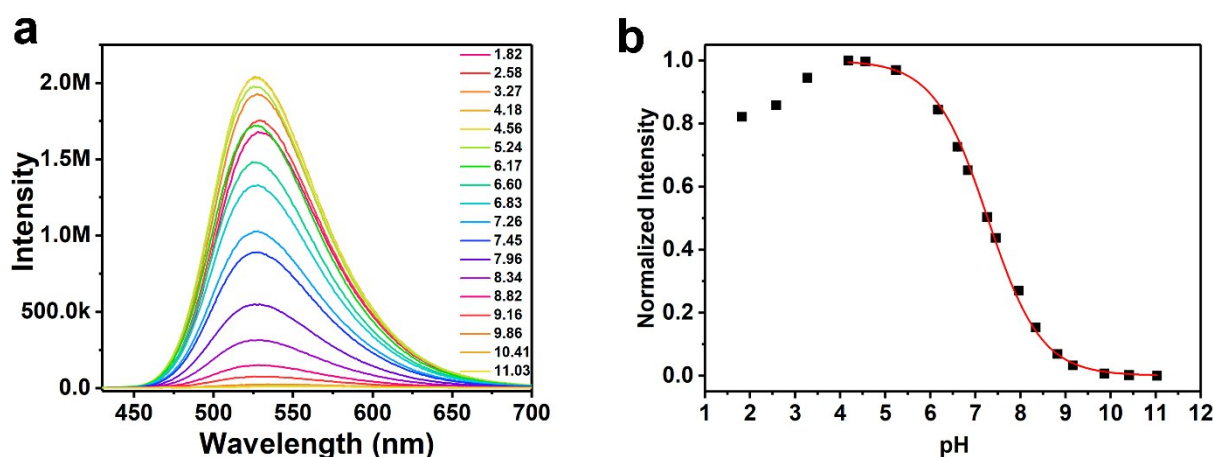 a
Intensity
2.0M
1.5M
1.0M
500.0k
0.0
450 500 550 600 650 700
Wavelength (nm)
1.82
2.58
3.27
4.18
4.56
5.24
6.17
6.60
6.83
7.26
7.45
7.96
8.34
8.82
9.16
9.86
10.41
11.03
b
Normalized Intensity
1.0
0.8
0.6
0.4
0.2
0.0
1 2 3 4 5 6 7 8 9 10 11 12
pH